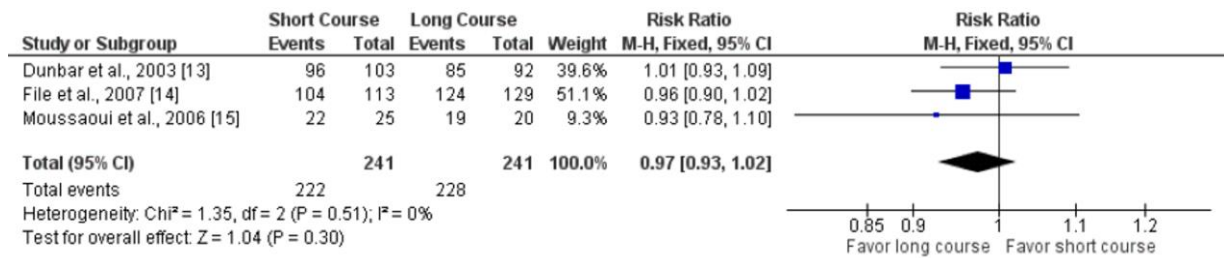 Short Course Long Course Risk Ratio Risk Ratio
Study or Subgroup Events Total Events Total Weight M-H, Fixed, 95% CI M-H, Fixed, 95% CI
Dunbar et al., 2003 [13] 96 103 85 92 39.6% 1.01 [0.93, 1.09]
File et al., 2007 [14] 104 113 124 129 51.1% 0.96 [0.90, 1.02]
Moussaoui et al., 2006 [15] 22 25 19 20 9.3% 0.93 [0.78, 1.10]
Total (95% CI) 241 241 100.0% 0.97 [0.93, 1.02]
Total events 222 228
Heterogeneity: Chi² = 1.35, df = 2 (P = 0.51); I² = 0%
Test for overall effect: Z = 1.04 (P = 0.30)
0.85 0.9 1 1.1 1.2
Favor long course Favor short course